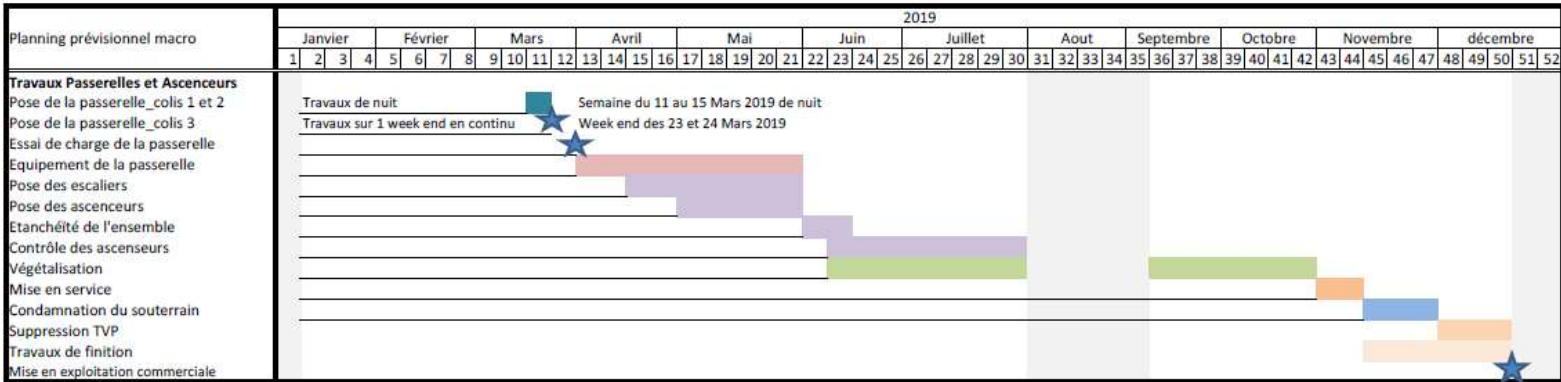 2019
Planning prévisionnel macro Janvier Février Mars Avril Mai Juin Juillet Aout Septembre Octobre Novembre décembre
1 2 3 4 5 6 7 8 9 10 11 12 13 14 15 16 17 18 19 20 21 22 23 24 25 26 27 28 29 30 31 32 33 34 35 36 37 38 39 40 41 42 43 44 45 46 47 48 49 50 51 52
Travaux Passerelles et Ascenceurs
Pose de la passerelle_colis 1 et 2 Travaux de nuit Semaine du 11 au 15 Mars 2019 de nuit
Pose de la passerelle_colis 3 Travaux sur 1 week end en continu Week end des 23 et 24 Mars 2019
Essai de charge de la passerelle
Equipement de la passerelle
Pose des escaliers
Pose des ascenceurs
Etanchéïté de l'ensemble
Contrôle des ascenseurs
Végétalisation
Mise en service
Condamnation du souterrain
Suppression TVP
Travaux de finition
Mise en exploitation commerciale